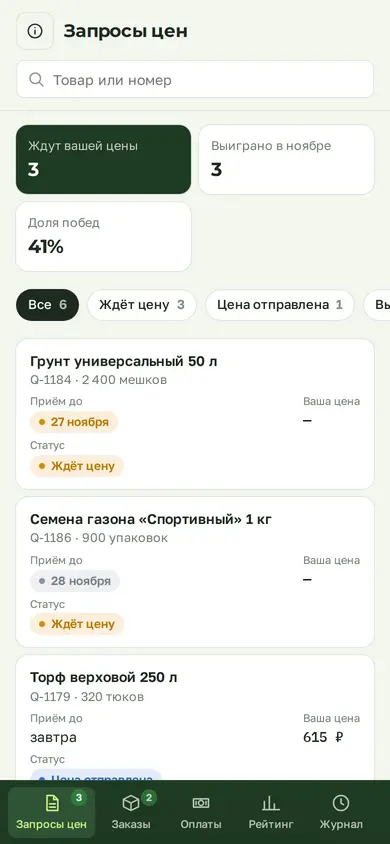 Запросы цен
Товар или номер
Ждут вашей цены
3
Выиграно в ноябре
3
Доля побед
41%
Все 6
Ждёт цену 3
Цена отправлена 1
Грунт универсальный 50 л
Q-1184 · 2 400 мешков
Приём до
Ваша цена
27 ноября
—
Статус
Ждёт цену
Семена газона «Спортивный» 1 кг
Q-1186 · 900 упаковок
Приём до
Ваша цена
28 ноября
—
Статус
Ждёт цену
Торф верховой 250 л
Q-1179 · 320 тюков
Приём до
Ваша цена
завтра
615 ₽
Статус
Цена отправлена
3
2
Запросы цен
Заказы
Оплаты
Рейтинг
Журнал